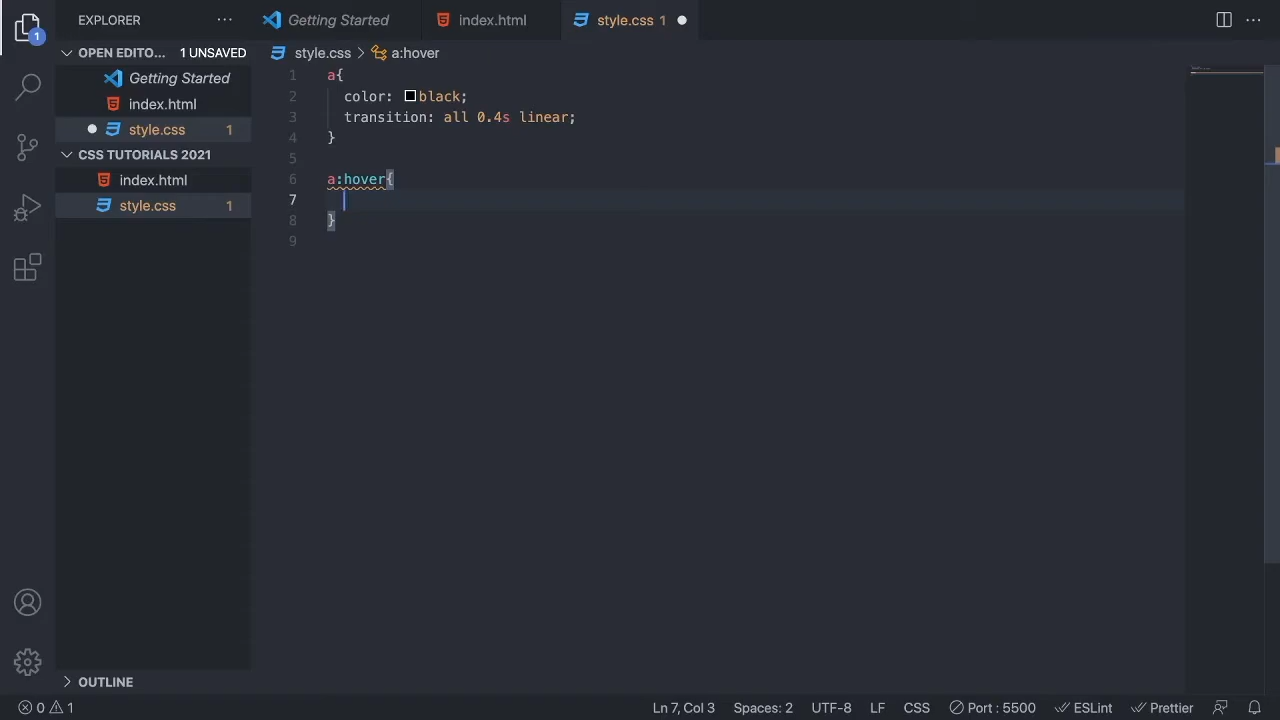 EXPLORER ···
Getting Started
index.html
style.css 1
OPEN EDITO... 1 UNSAVED
Getting Started
index.html
style.css 1
CSS TUTORIALS 2021
index.html
style.css 1
OUTLINE
style.css > a:hover
1 a{
2 color: black;
3 transition: all 0.4s linear;
4 }
5
6 a:hover{
7
8 }
9
1
0 1
Ln 7, Col 3 Spaces: 2 UTF-8 LF CSS Port : 5500 ESLint Prettier